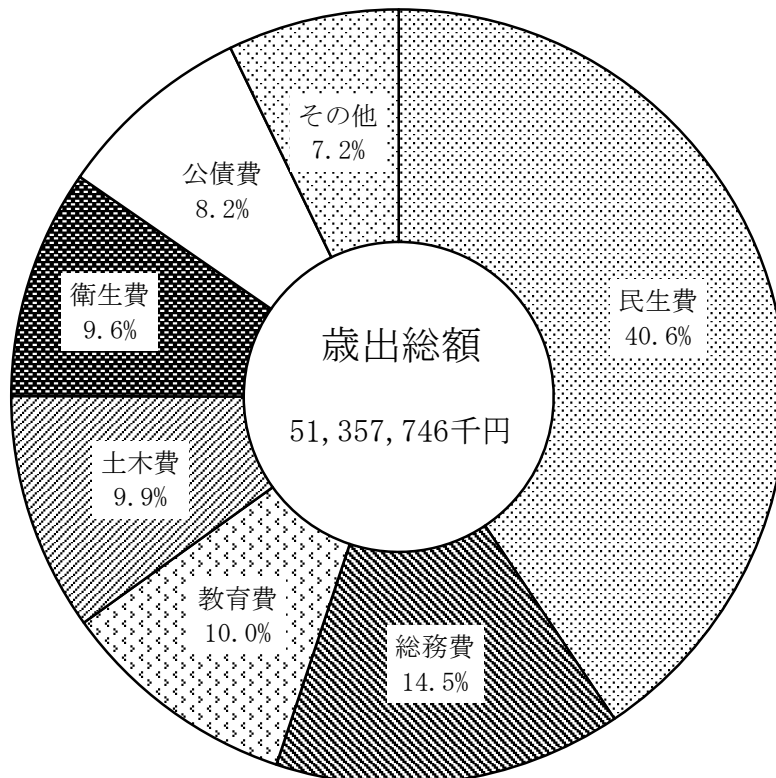 歳出総額
51,357,746千円
民生費
40.6%
総務費
14.5%
教育費
10.0%
土木費
9.9%
衛生費
9.6%
公債費
8.2%
その他
7.2%